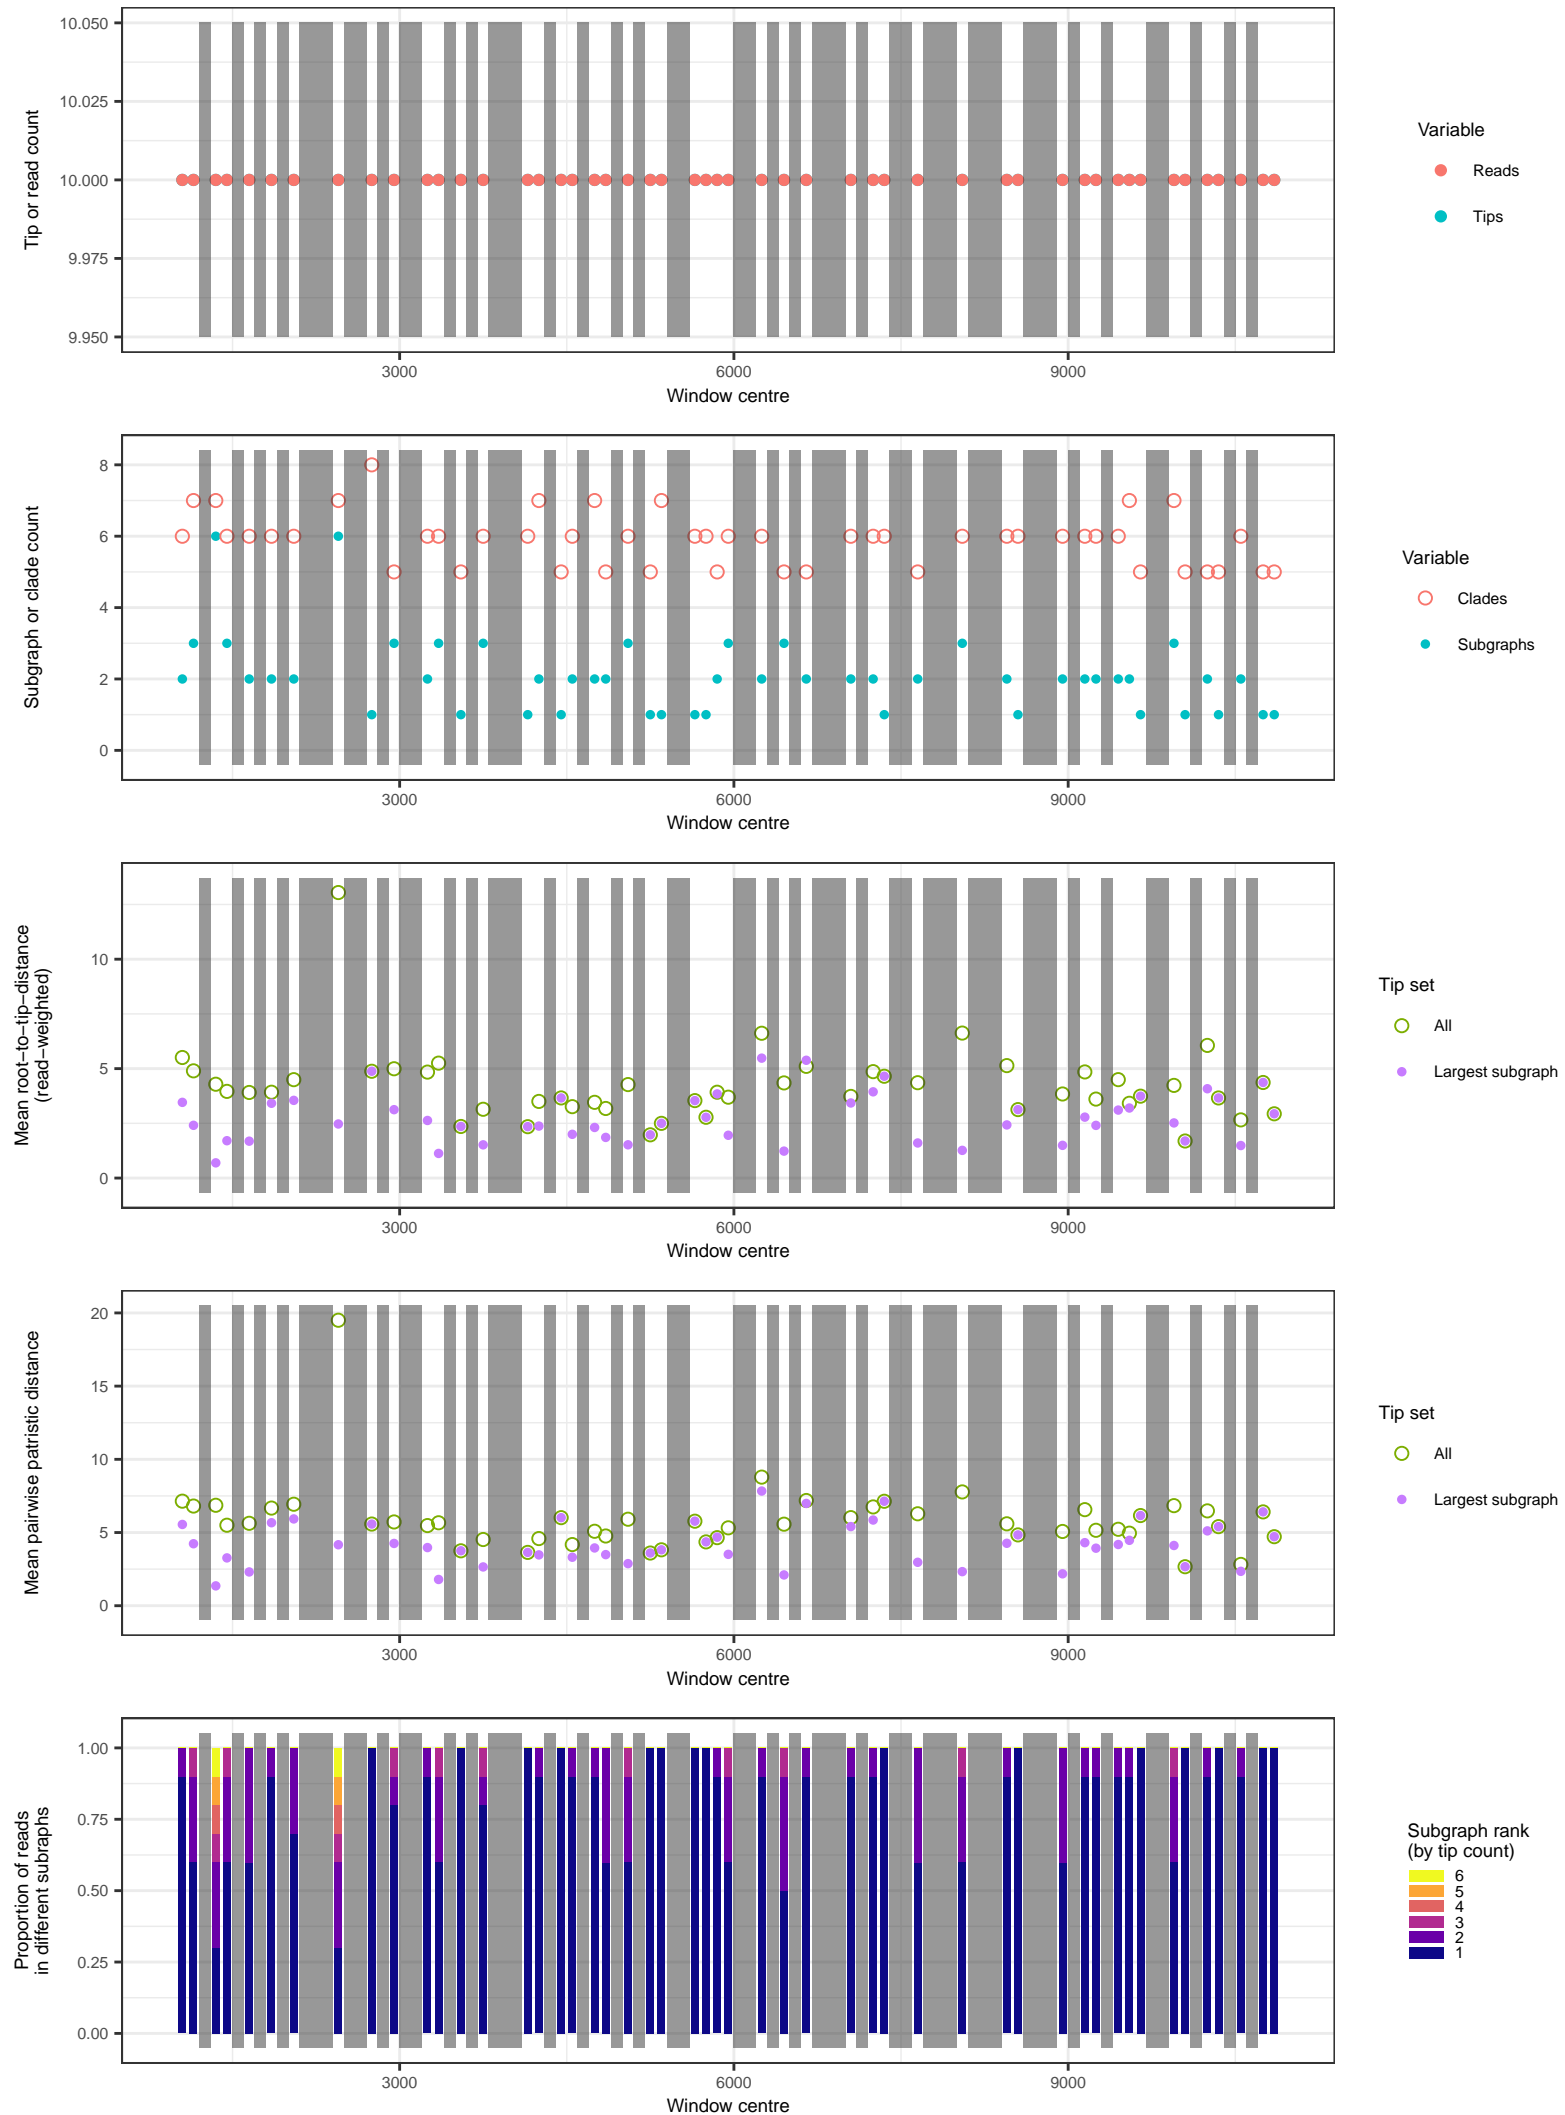 10.050
10.025
10.000
9.975
9.950
Tip or read count
3000
6000
9000
Window centre
Variable
Reads
Tips
8
6
4
2
0
Subgraph or clade count
3000
6000
9000
Window centre
Variable
Clades
Subgraphs
10
5
0
Mean root−to−tip−distance
(read−weighted)
3000
6000
9000
Window centre
Tip set
All
Largest subgraph
20
15
10
5
0
Mean pairwise patristic distance
3000
6000
9000
Window centre
Tip set
All
Largest subgraph
1.00
0.75
0.50
0.25
0.00
Proportion of reads
in different subraphs
3000
6000
9000
Window centre
Subgraph rank
(by tip count)
6
5
4
3
2
1